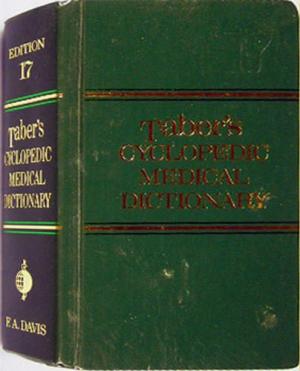 EDITION
17
Taber's
CYCLOPEDIC
MEDICAL
DICTIONARY
F. A. DAVIS
Taber's
CYCLOPEDIC
MEDICAL
DICTIONARY